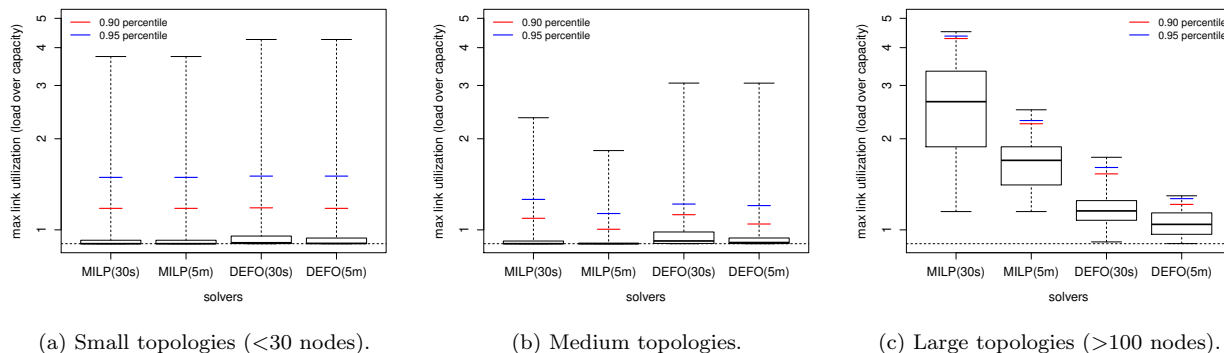 0.90 percentile
0.95 percentile
max link utilization (load over capacity)
5
4
3
2
1
MILP(30s) MILP(5m) DEFO(30s) DEFO(5m)
solvers
(a) Small topologies (<30 nodes).
0.90 percentile
0.95 percentile
max link utilization (load over capacity)
5
4
3
2
1
MILP(30s) MILP(5m) DEFO(30s) DEFO(5m)
solvers
(b) Medium topologies.
0.90 percentile
0.95 percentile
max link utilization (load over capacity)
5
4
3
2
1
MILP(30s) MILP(5m) DEFO(30s) DEFO(5m)
solvers
(c) Large topologies (>100 nodes).